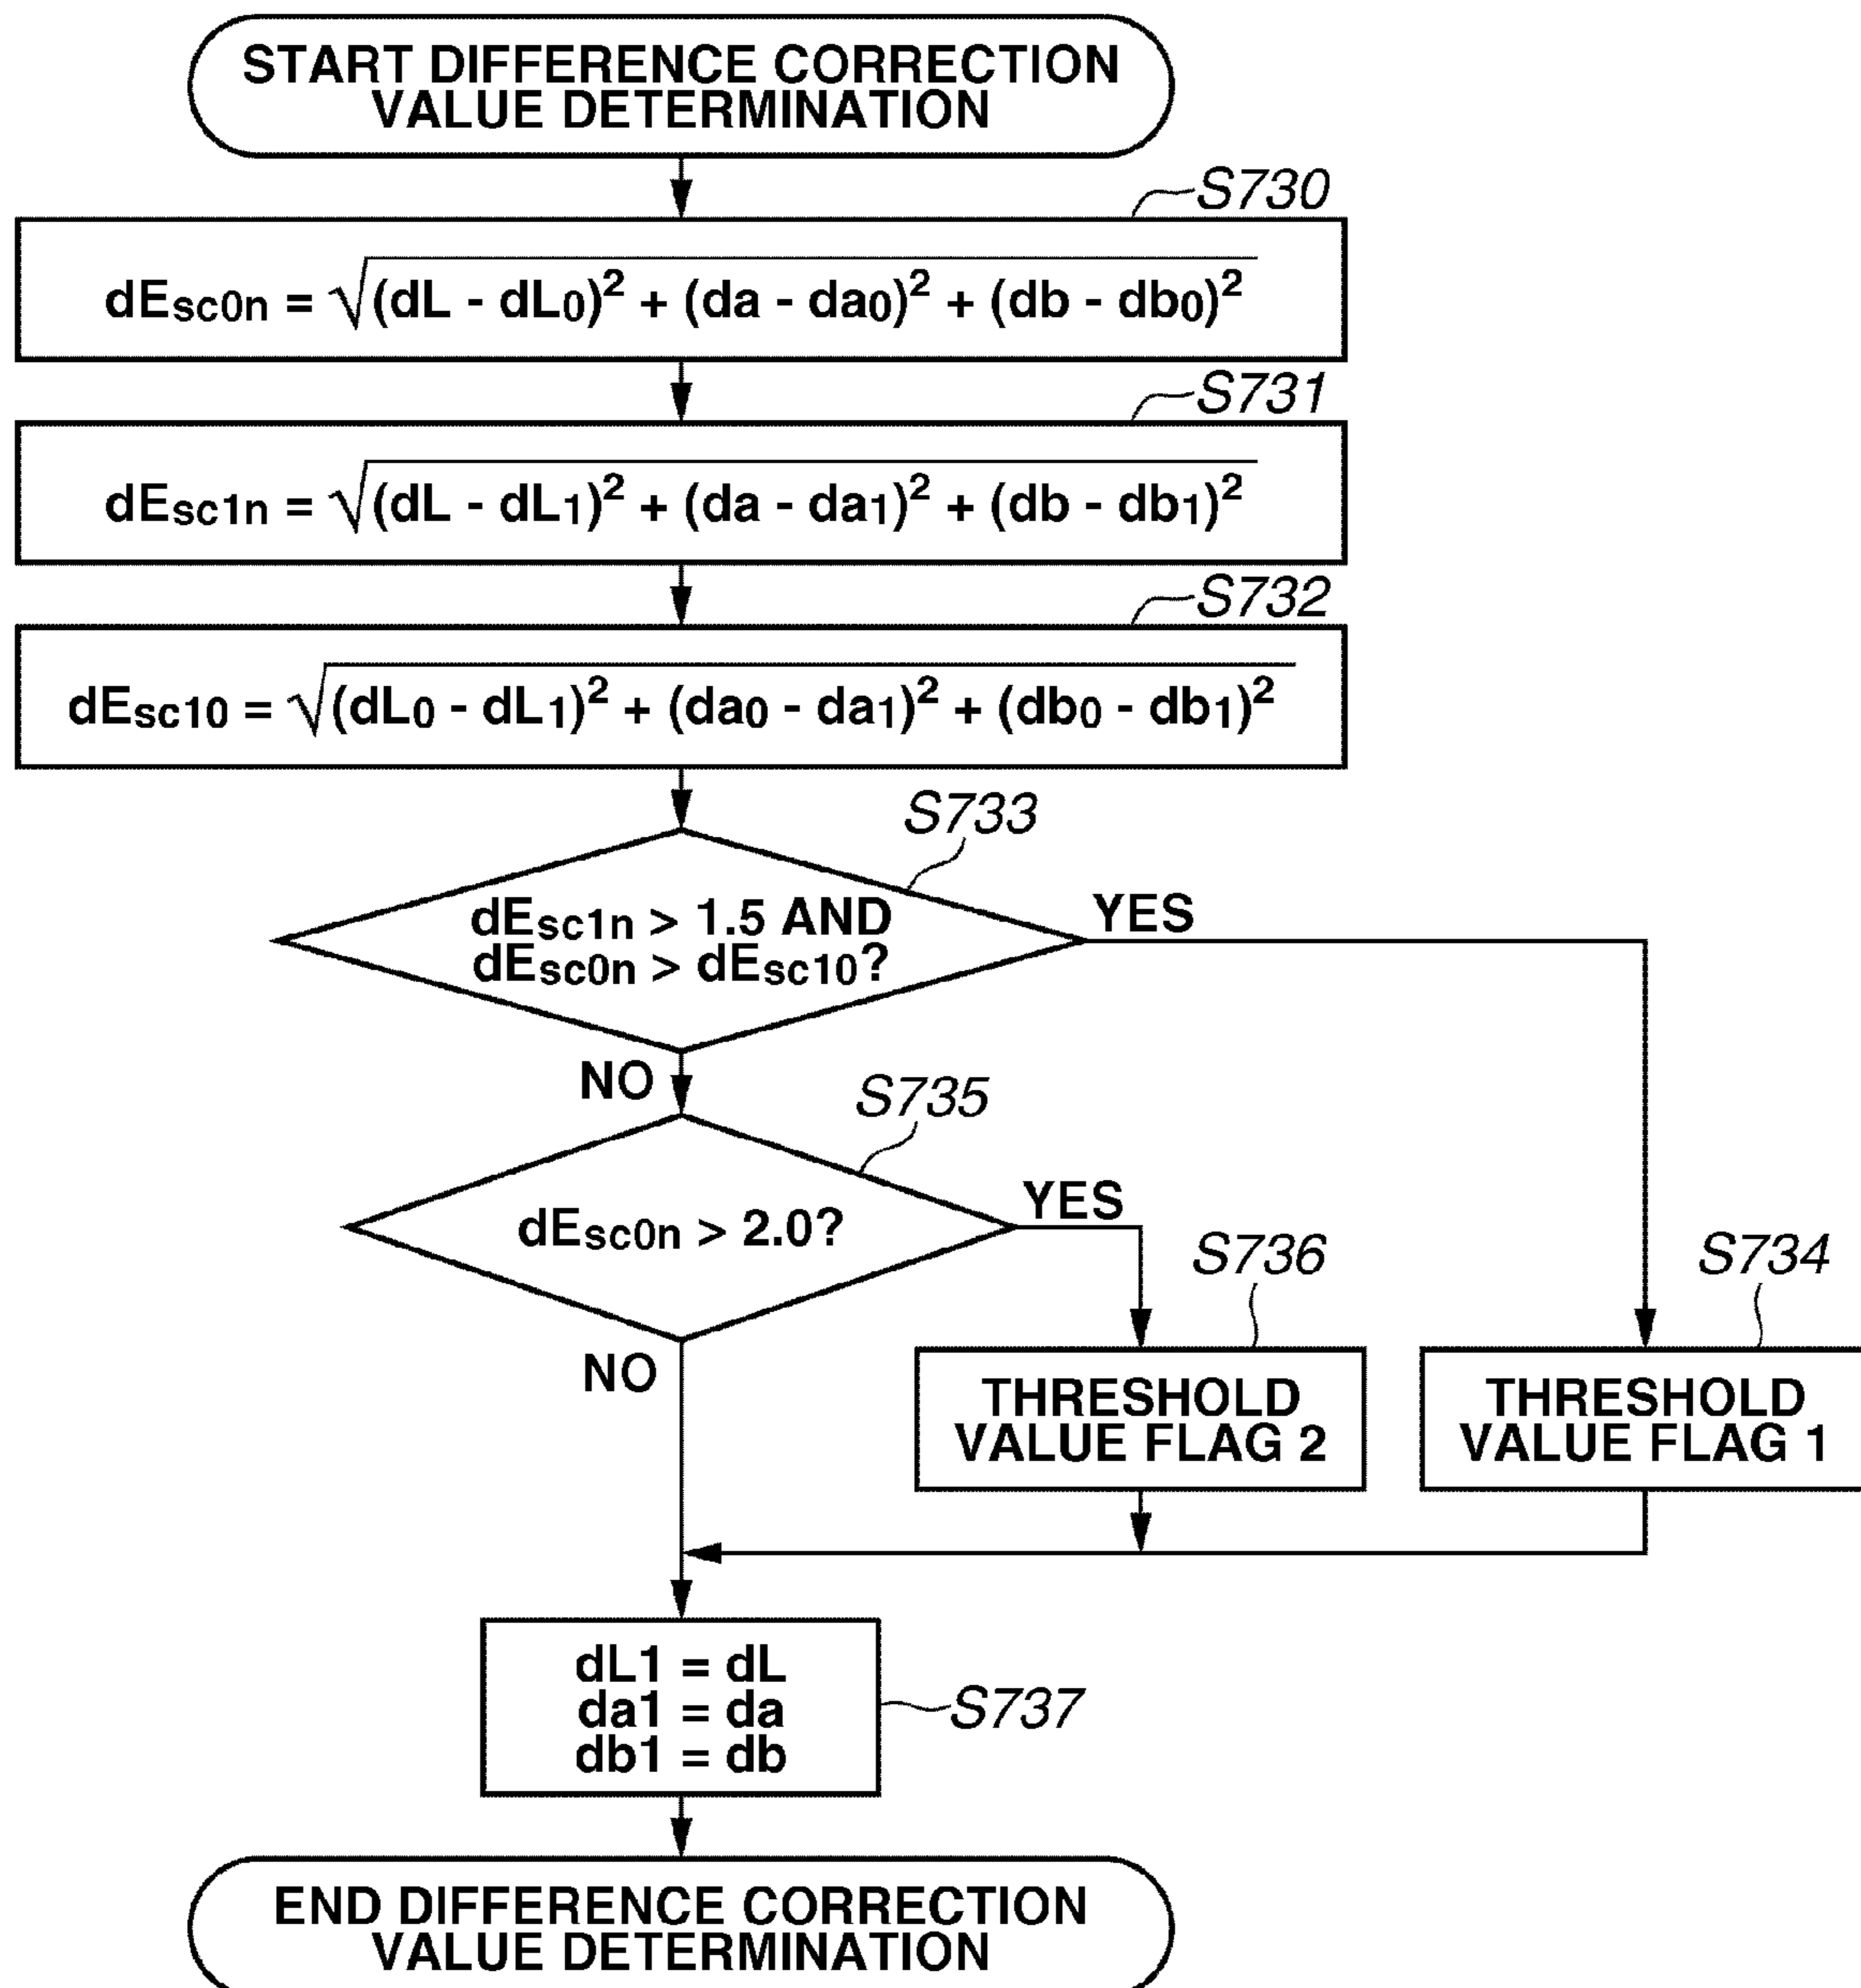 START DIFFERENCE CORRECTION
VALUE DETERMINATION
S730
dEsc0n = √(dL - dL0)² + (da - da0)² + (db - db0)²
S731
dEsc1n = √(dL - dL1)² + (da - da1)² + (db - db1)²
S732
dEsc10 = √(dL0 - dL1)² + (da0 - da1)² + (db0 - db1)²
S733
dEsc1n > 1.5 AND
dEsc0n > dEsc10?
YES
NO
S735
dEsc0n > 2.0?
YES
NO
S736
THRESHOLD
VALUE FLAG 2
S734
THRESHOLD
VALUE FLAG 1
dL1 = dL
da1 = da
db1 = db
S737
END DIFFERENCE CORRECTION
VALUE DETERMINATION